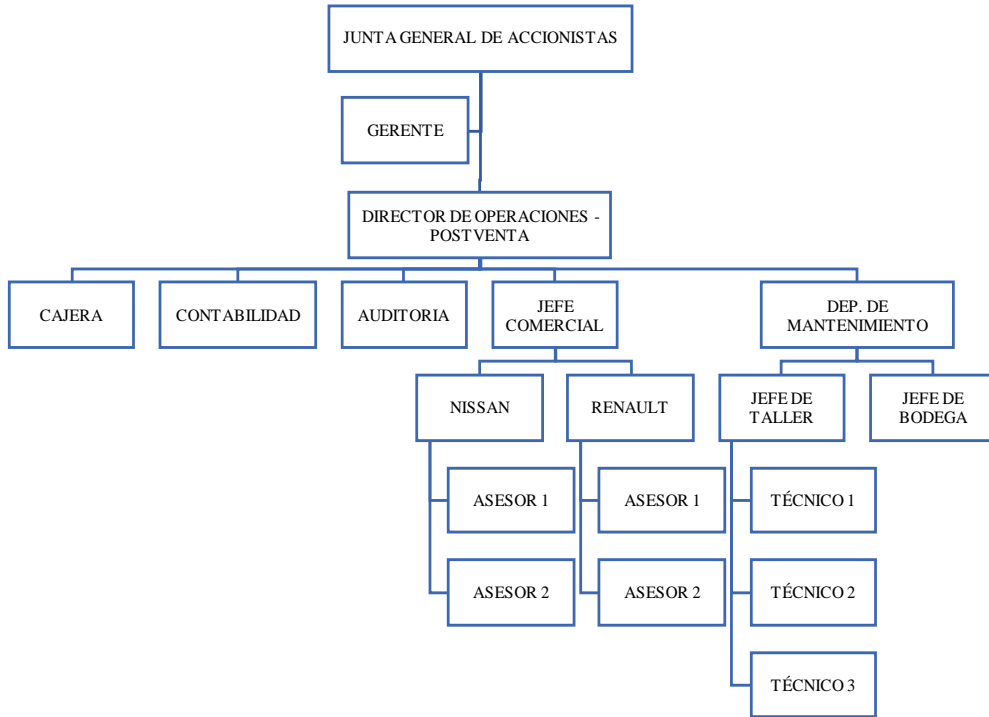 JUNTA GENERAL DE ACCIONISTAS
GERENTE
DIRECTOR DE OPERACIONES -
POSTVENTA
CAJERA
CONTABILIDAD
AUDITORIA
JEFE
COMERCIAL
DEP. DE
MANTENIMIENTO
NISSAN
RENAULT
JEFE DE
TALLER
JEFE DE
BODEGA
ASESOR 1
ASESOR 1
TÉCNICO 1
ASESOR 2
ASESOR 2
TÉCNICO 2
TÉCNICO 3